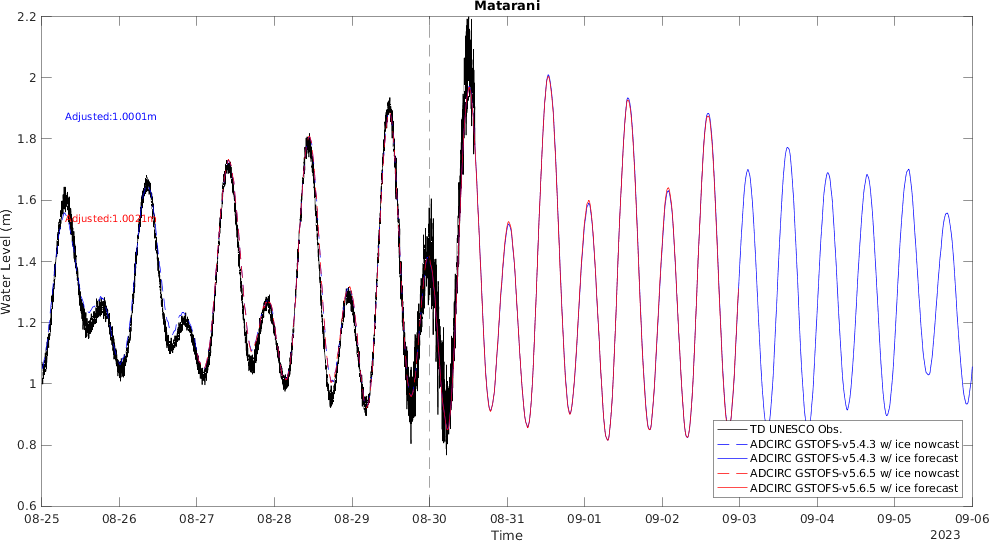 Matarani
2.2
2
1.8
1.6
1.4
1.2
1
0.8
0.6
Water Level (m)
Adjusted:1.0001m
Adjusted:1.0021m
TD UNESCO Obs.
ADCIRC GSTOFS-v5.4.3 w/ ice nowcast
ADCIRC GSTOFS-v5.4.3 w/ ice forecast
ADCIRC GSTOFS-v5.6.5 w/ ice nowcast
ADCIRC GSTOFS-v5.6.5 w/ ice forecast
08-25 08-26 08-27 08-28 08-29 08-30 08-31 09-01 09-02 09-03 09-04 09-05 09-06
Time
2023